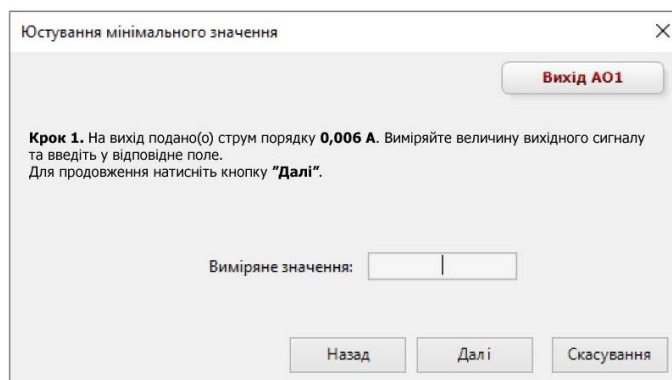 Юстування мінімального значення
Вихід АО1
Крок 1. На вихід подано(о) струм порядку 0,006 А. Виміряйте величину вихідного сигналу
та введіть у відповідне поле.
Для продовження натисніть кнопку "Далі".
Виміряне значення:
Назад
Далі
Скасування